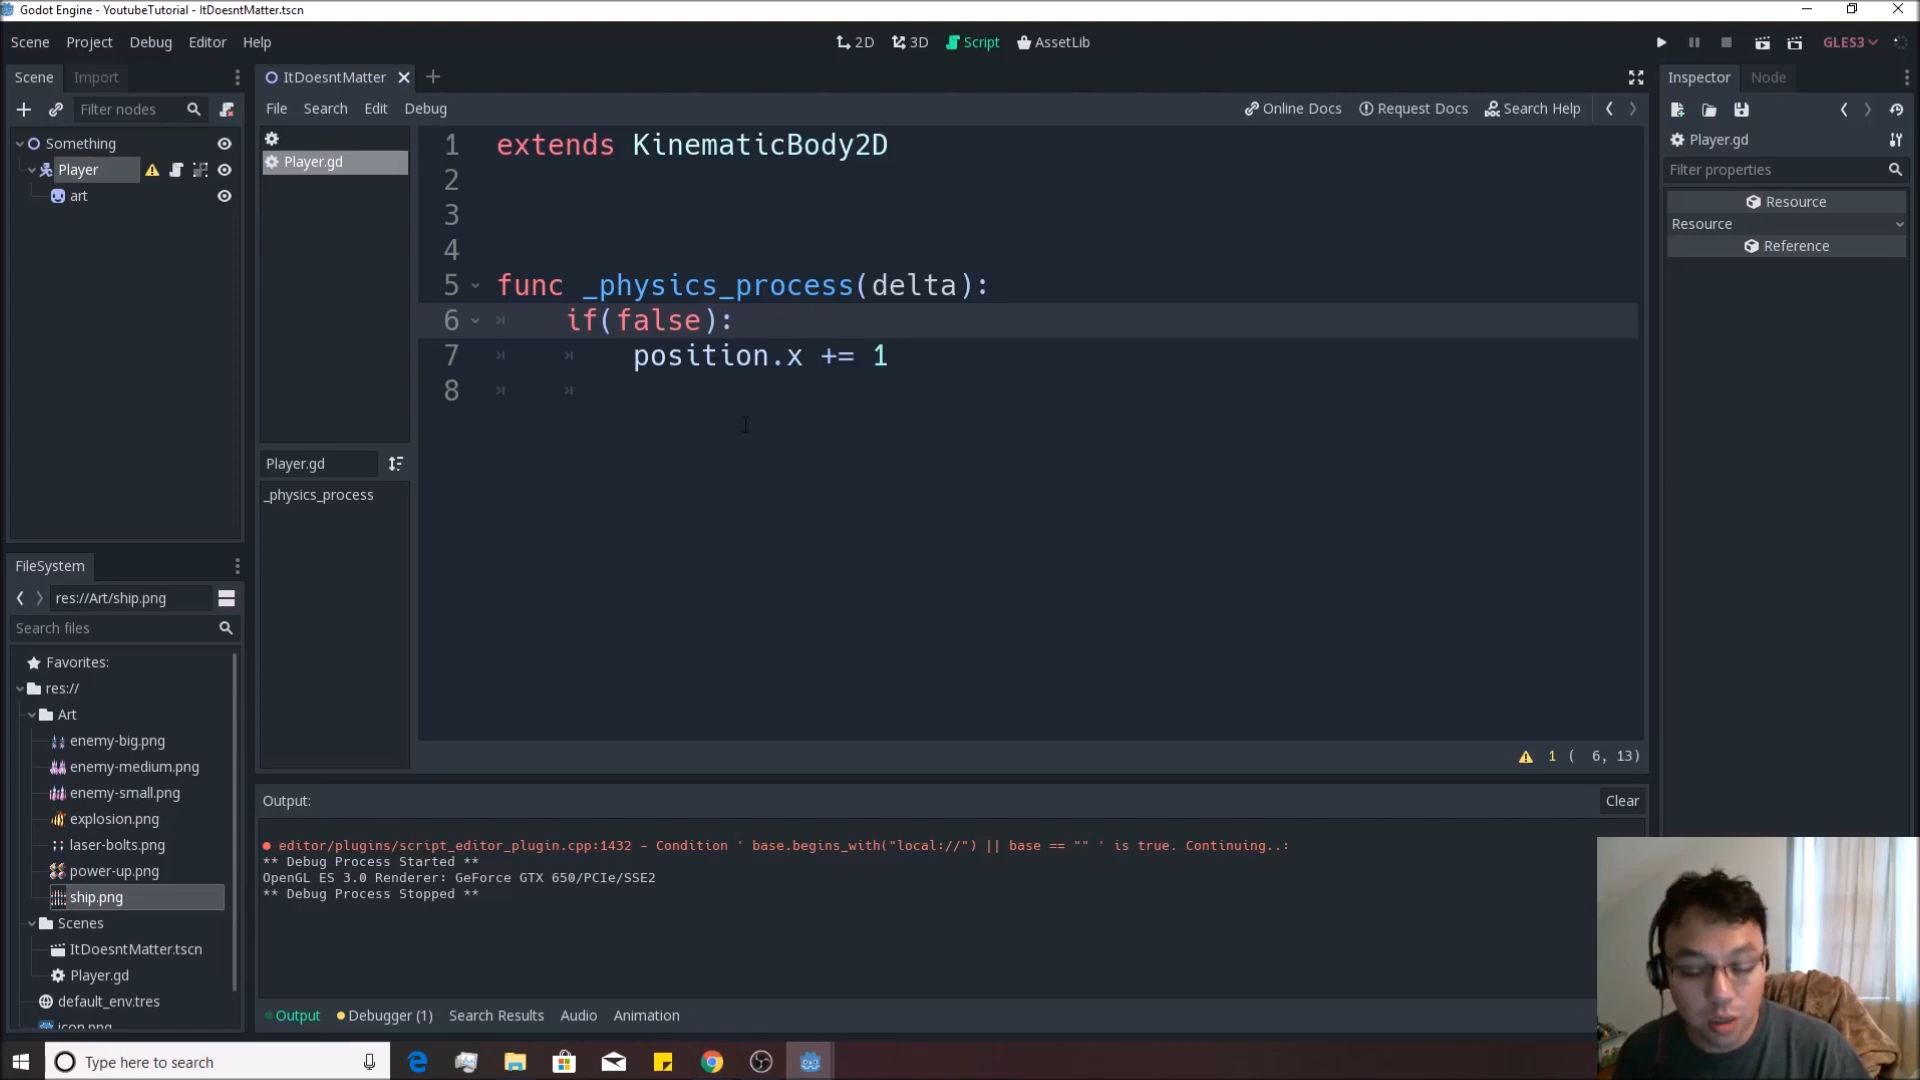 Godot Engine - YoutubeTutorial - ItDoesntMatter.tscn
Scene Project Debug Editor Help
2D 3D Script AssetLib
GLES3
Scene Import
ItDoesntMatter
Inspector Node
Filter nodes
File Search Edit Debug
Online Docs Request Docs Search Help
Something
Player
art
Player.gd
Player.gd
Filter properties
Resource
Resource
Reference
1 extends KinematicBody2D
2
3
4
5 func _physics_process(delta):
6 if(false):
7 position.x += 1
8
Player.gd
_physics_process
1 ( 6, 13)
FileSystem
res://Art/ship.png
Search files
Favorites:
res://
Art
enemy-big.png
enemy-medium.png
enemy-small.png
explosion.png
laser-bolts.png
power-up.png
ship.png
Scenes
ItDoesntMatter.tscn
Player.gd
default_env.tres
icon.png
Output:
Clear
editor/plugins/script_editor_plugin.cpp:1432 - Condition ' base.begins_with("local://") || base == "" ' is true. Continuing..:
** Debug Process Started **
OpenGL ES 3.0 Renderer: GeForce GTX 650/PCIe/SSE2
** Debug Process Stopped **
Output Debugger (1) Search Results Audio Animation
Type here to search